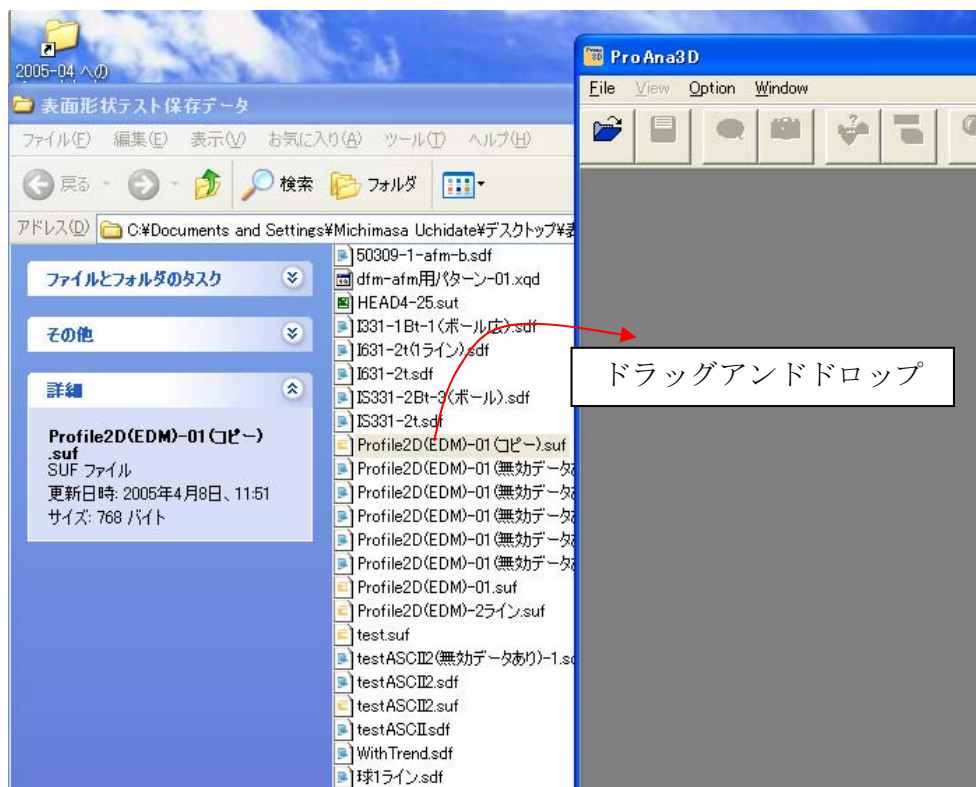 2005-04 への
表面形状テスト保存データ
ファイル(F) 編集(E) 表示(V) お気に入り(A) ツール(T) ヘルプ(H)
戻る 検索 フォルダ
アドレス(D) C:¥Documents and Settings¥Michimasa Uchidate¥デスクトップ¥表
ファイルとフォルダのタスク
その他
詳細
Profile2D(EDM)-01(コピー)
.suf
SUF ファイル
更新日時: 2005年4月8日、11:51
サイズ: 768 バイト
50309-1-afm-b.sdf
dfm-afm用パターン-01.xqd
HEAD4-25.sut
I331-1Bt-1(ボール広).sdf
I631-2t(1ライン).sdf
I631-2t.sdf
IS331-2Bt-3(ボール).sdf
IS331-2t.sdf
Profile2D(EDM)-01(コピー).suf
Profile2D(EDM)-01(無効データあ
Profile2D(EDM)-01(無効データあ
Profile2D(EDM)-01(無効データあ
Profile2D(EDM)-01(無効データあ
Profile2D(EDM)-01(無効データあ
Profile2D(EDM)-01.suf
Profile2D(EDM)-2ライン.suf
test.suf
testASCII2(無効データあり)-1.sd
testASCII2.sdf
testASCII2.suf
testASCII.sdf
WithTrend.sdf
球1ライン.sdf
ProAna3D
File View Option Window
ドラッグアンドドロップ